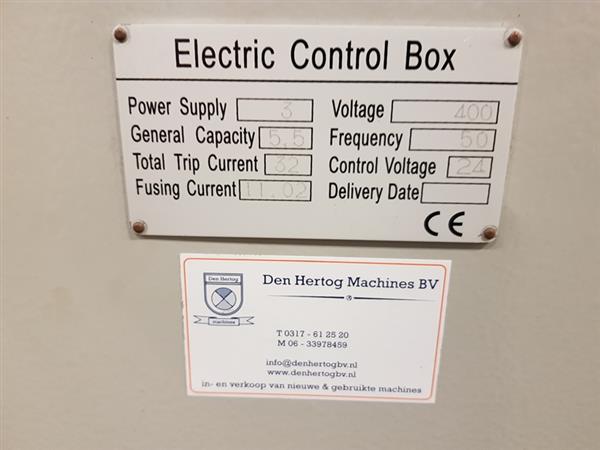 Electric Control Box
Power Supply 3 Voltage 400
General Capacity 5,5 Frequency 50
Total Trip Current 32 Control Voltage 24
Fusing Current 11.02 Delivery Date
CE
Den Hertog
machines
Den Hertog Machines BV
T 0317 - 61 25 20
M 06 - 33978459
info@denhertogbv.nl
www.denhertogbv.nl
in- en verkoop van nieuwe & gebruikte machines